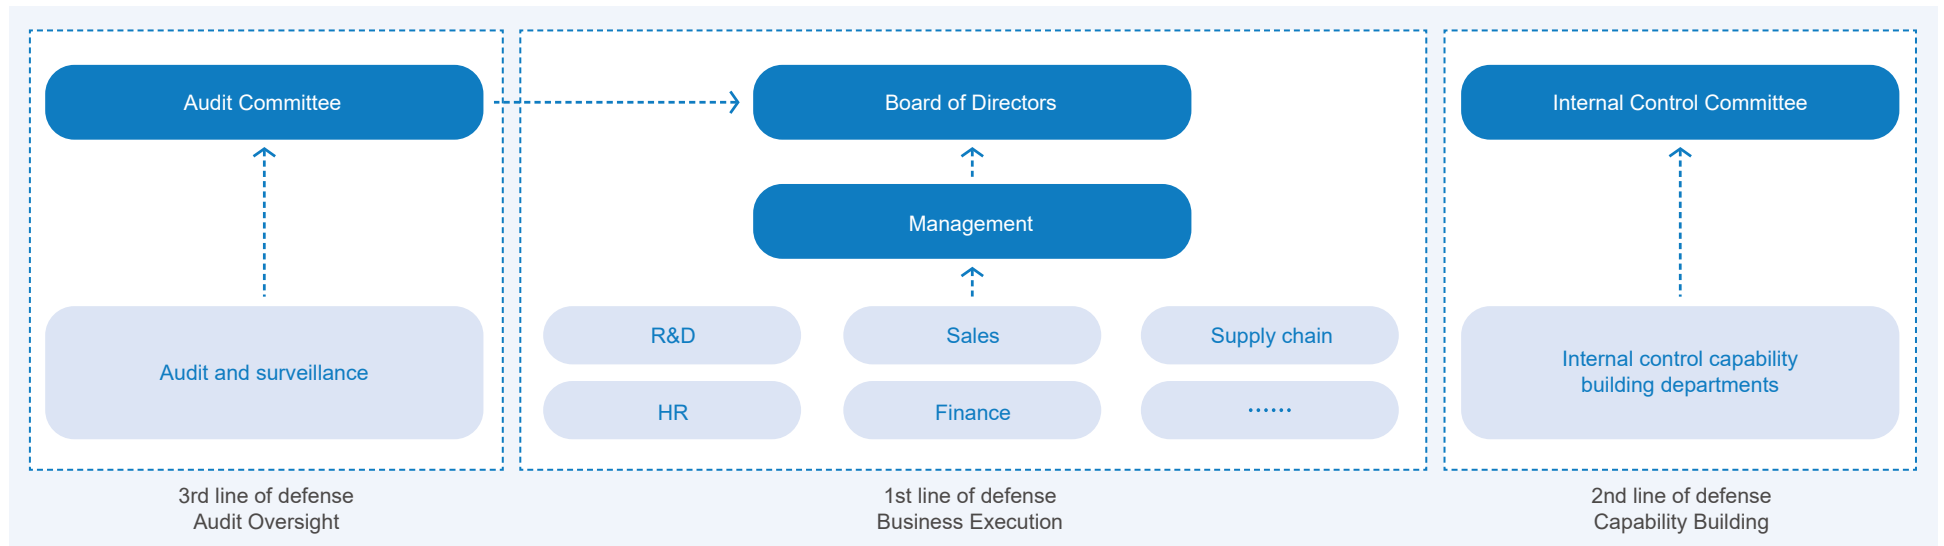 Audit Committee
Board of Directors
Internal Control Committee
Management
Audit and surveillance
R&D
Sales
Supply chain
HR
Finance
······
Internal control capability
building departments
3rd line of defense
Audit Oversight
1st line of defense
Business Execution
2nd line of defense
Capability Building